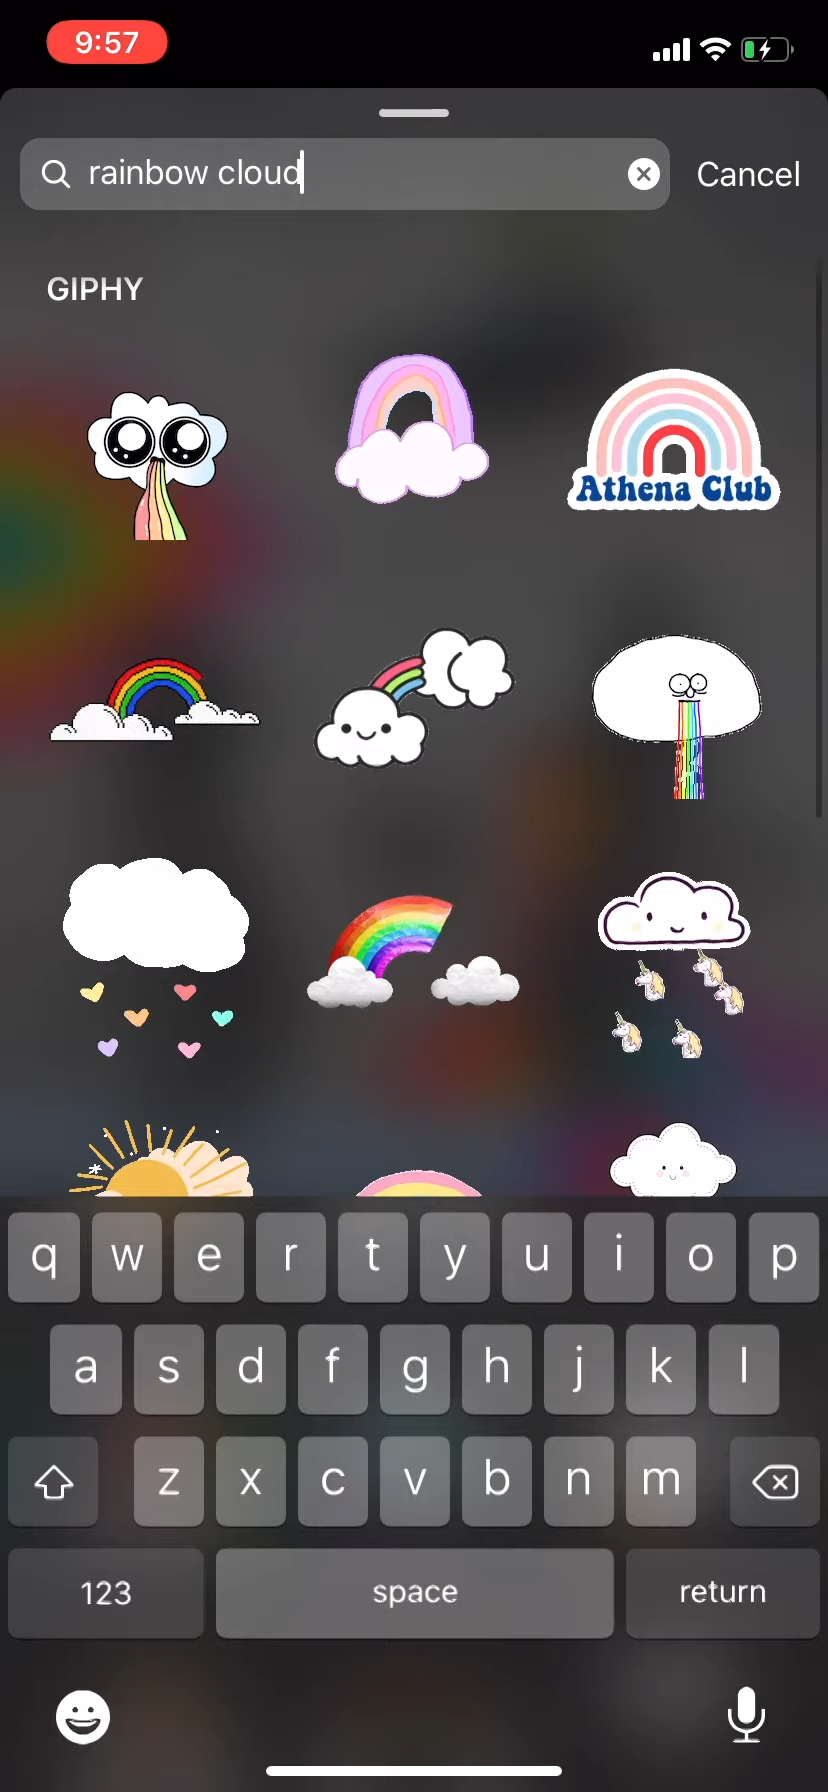 9:57
rainbow cloud
Cancel
GIPHY
Athena Club
q w e r t y u i o p
a s d f g h j k l
z x c v b n m
123 space return